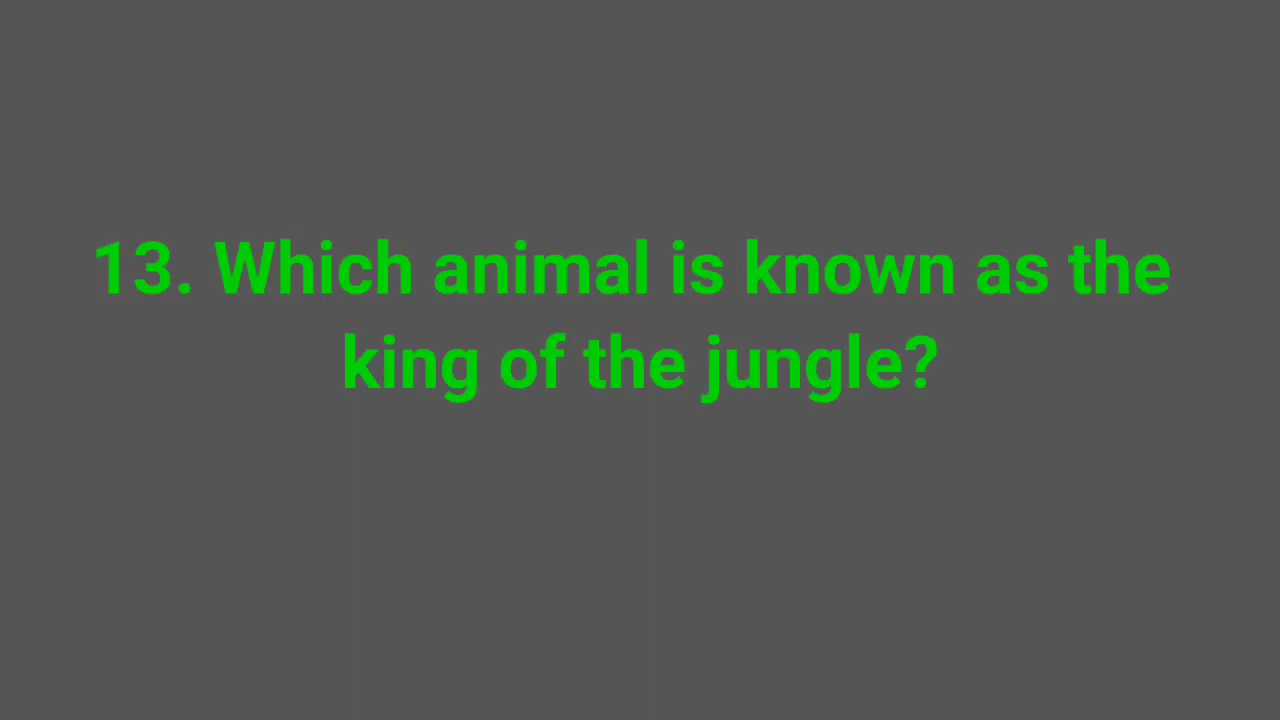 13. Which animal is known as the
king of the jungle?